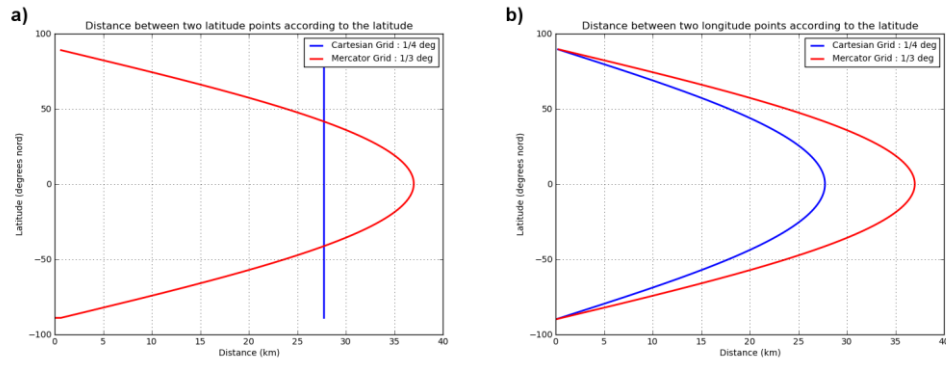 a)
Distance between two latitude points according to the latitude
Cartesian Grid : 1/4 deg
Mercator Grid : 1/3 deg
Latitude (degrees nord)
100
50
0
−50
−100
0 5 10 15 20 25 30 35 40
Distance (km)
b)
Distance between two longitude points according to the latitude
Cartesian Grid : 1/4 deg
Mercator Grid : 1/3 deg
Latitude (degrees nord)
100
50
0
−50
−100
0 5 10 15 20 25 30 35 40
Distance (km)